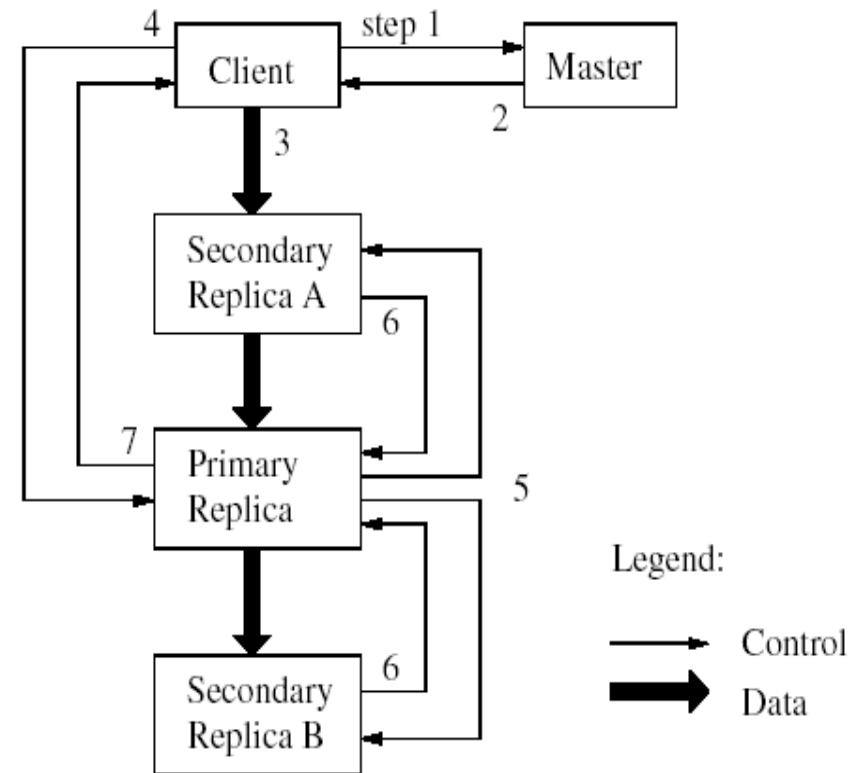 4
step 1
Client
Master
2
3
Secondary
Replica A
6
7
Primary
Replica
5
Legend:
Control
6
Secondary
Replica B
Data